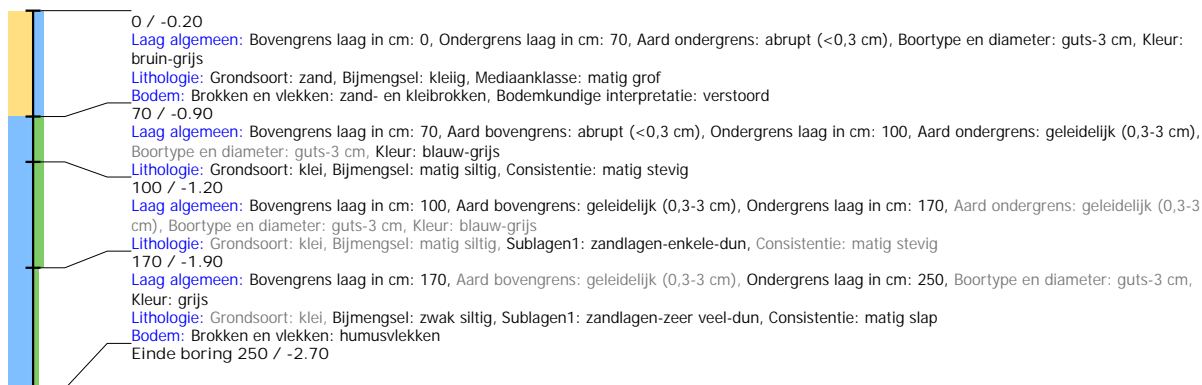 0 / -0.20
Laag algemeen: Bovengrens laag in cm: 0, Ondergrens laag in cm: 70, Aard ondergrens: abrupt (<0,3 cm), Boortype en diameter: guts-3 cm, Kleur:
bruin-grijs
Lithologie: Grondsoort: zand, Bijmengsel: kleiig, Mediaanklasse: matig grof
Bodem: Brokken en vlekken: zand- en kleibrokken, Bodemkundige interpretatie: verstoord
70 / -0.90
Laag algemeen: Bovengrens laag in cm: 70, Aard bovengrens: abrupt (<0,3 cm), Ondergrens laag in cm: 100, Aard ondergrens: geleidelijk (0,3-3 cm),
Boortype en diameter: guts-3 cm, Kleur: blauw-grijs
Lithologie: Grondsoort: klei, Bijmengsel: matig siltig, Consistentie: matig stevig
100 / -1.20
Laag algemeen: Bovengrens laag in cm: 100, Aard bovengrens: geleidelijk (0,3-3 cm), Ondergrens laag in cm: 170, Aard ondergrens: geleidelijk (0,3-3
cm), Boortype en diameter: guts-3 cm, Kleur: blauw-grijs
Lithologie: Grondsoort: klei, Bijmengsel: matig siltig, Sublagen1: zandlagen-enkele-dun, Consistentie: matig stevig
170 / -1.90
Laag algemeen: Bovengrens laag in cm: 170, Aard bovengrens: geleidelijk (0,3-3 cm), Ondergrens laag in cm: 250, Boortype en diameter: guts-3 cm,
Kleur: grijs
Lithologie: Grondsoort: klei, Bijmengsel: zwak siltig, Sublagen1: zandlagen-zeer veel-dun, Consistentie: matig slap
Bodem: Brokken en vlekken: humusvlekken
Einde boring 250 / -2.70